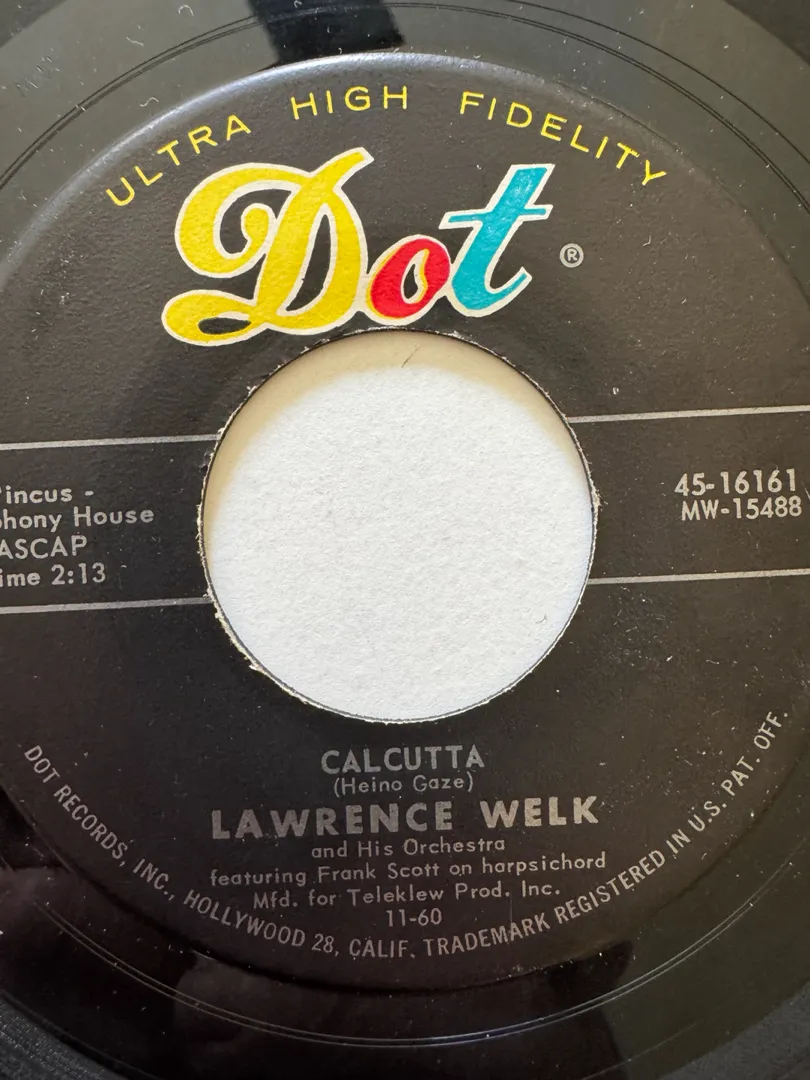 ULTRA HIGH FIDELITY
Dot ®
incus -
phony House
ASCAP
ime 2:13
45-16161
MW-15488
CALCUTTA
(Heino Gaze)
LAWRENCE WELK
and His Orchestra
featuring Frank Scott on harpsichord
Mfd. for Teleklew Prod. Inc.
11-60
DOT RECORDS, INC., HOLLYWOOD 28, CALIF. TRADEMARK REGISTERED IN U.S. PAT. OFF.